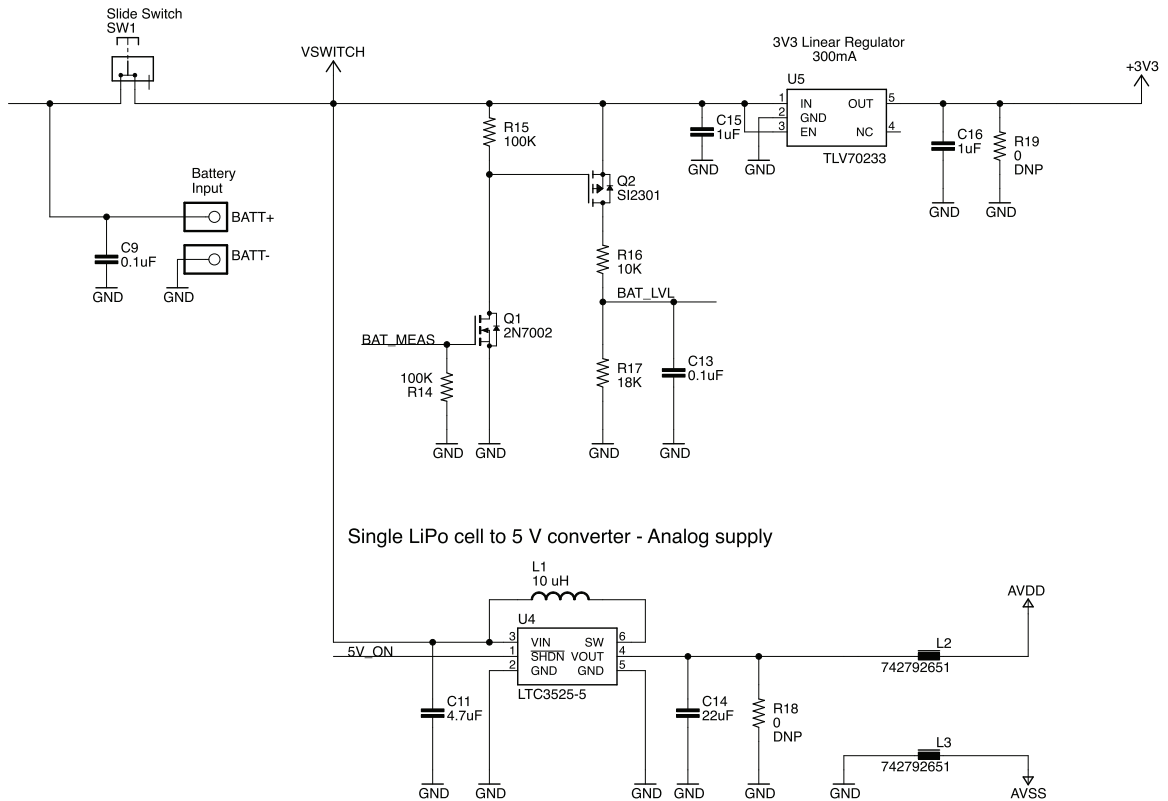 Slide Switch
SW1
VSWITCH
3V3 Linear Regulator
300mA
+3V3
U5
1 IN OUT 5
2 GND
3 EN NC 4
TLV70233
R15
100K
C15
1uF
GND
GND
C16
1uF
R19
0
DNP
GND
GND
Battery
Input
BATT+
BATT-
C9
0.1uF
GND
GND
Q2
SI2301
R16
10K
BAT_LVL
Q1
2N7002
BAT_MEAS
100K
R14
R17
18K
C13
0.1uF
GND
GND
GND
GND
Single LiPo cell to 5 V converter - Analog supply
L1
10 uH
U4
3 VIN SW 6
1 SHDN VOUT 4
2 GND GND 5
LTC3525-5
5V_ON
AVDD
L2
742792651
C11
4.7uF
C14
22uF
R18
0
DNP
L3
742792651
GND
GND
GND
GND
GND
GND
AVSS